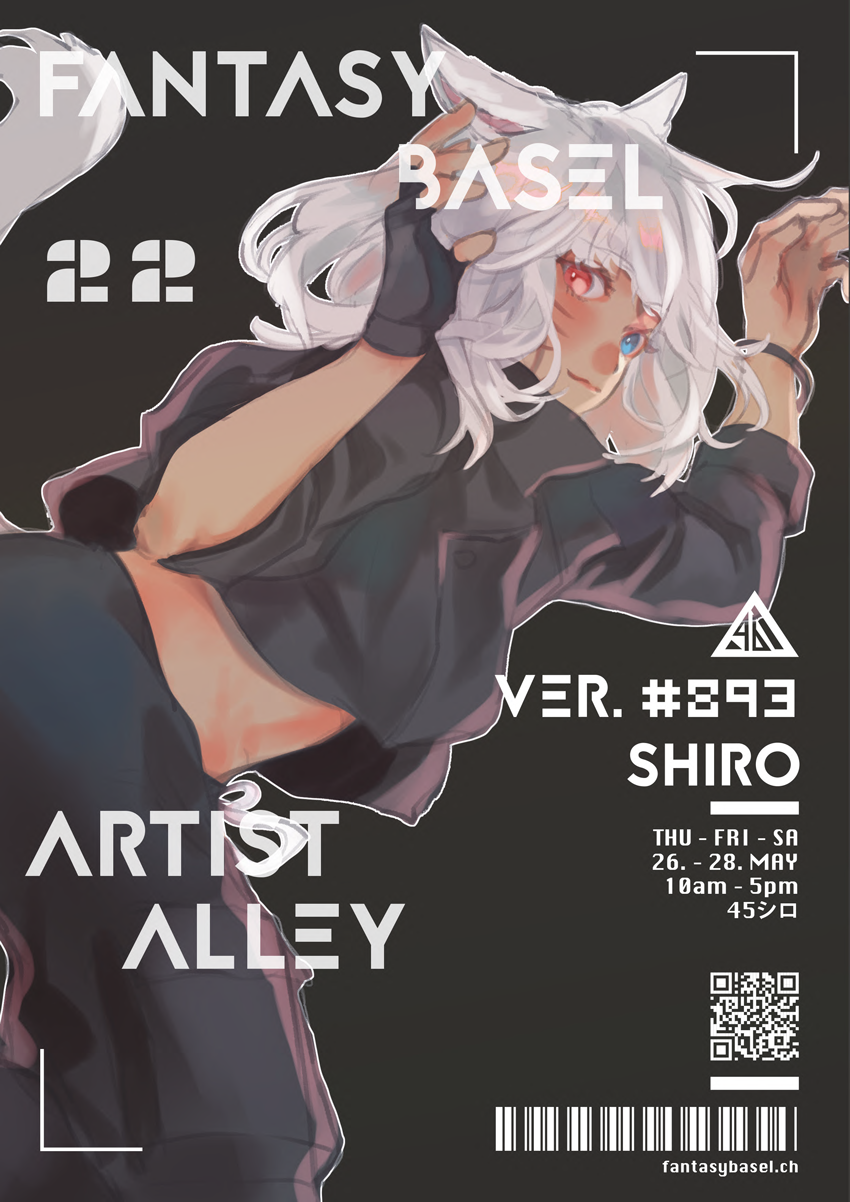 FANTASY
BASEL
22
VER. #893
SHIRO
ARTIST
ALLEY
THU - FRI - SA
26. - 28. MAY
10am - 5pm
45シロ
fantasybasel.ch